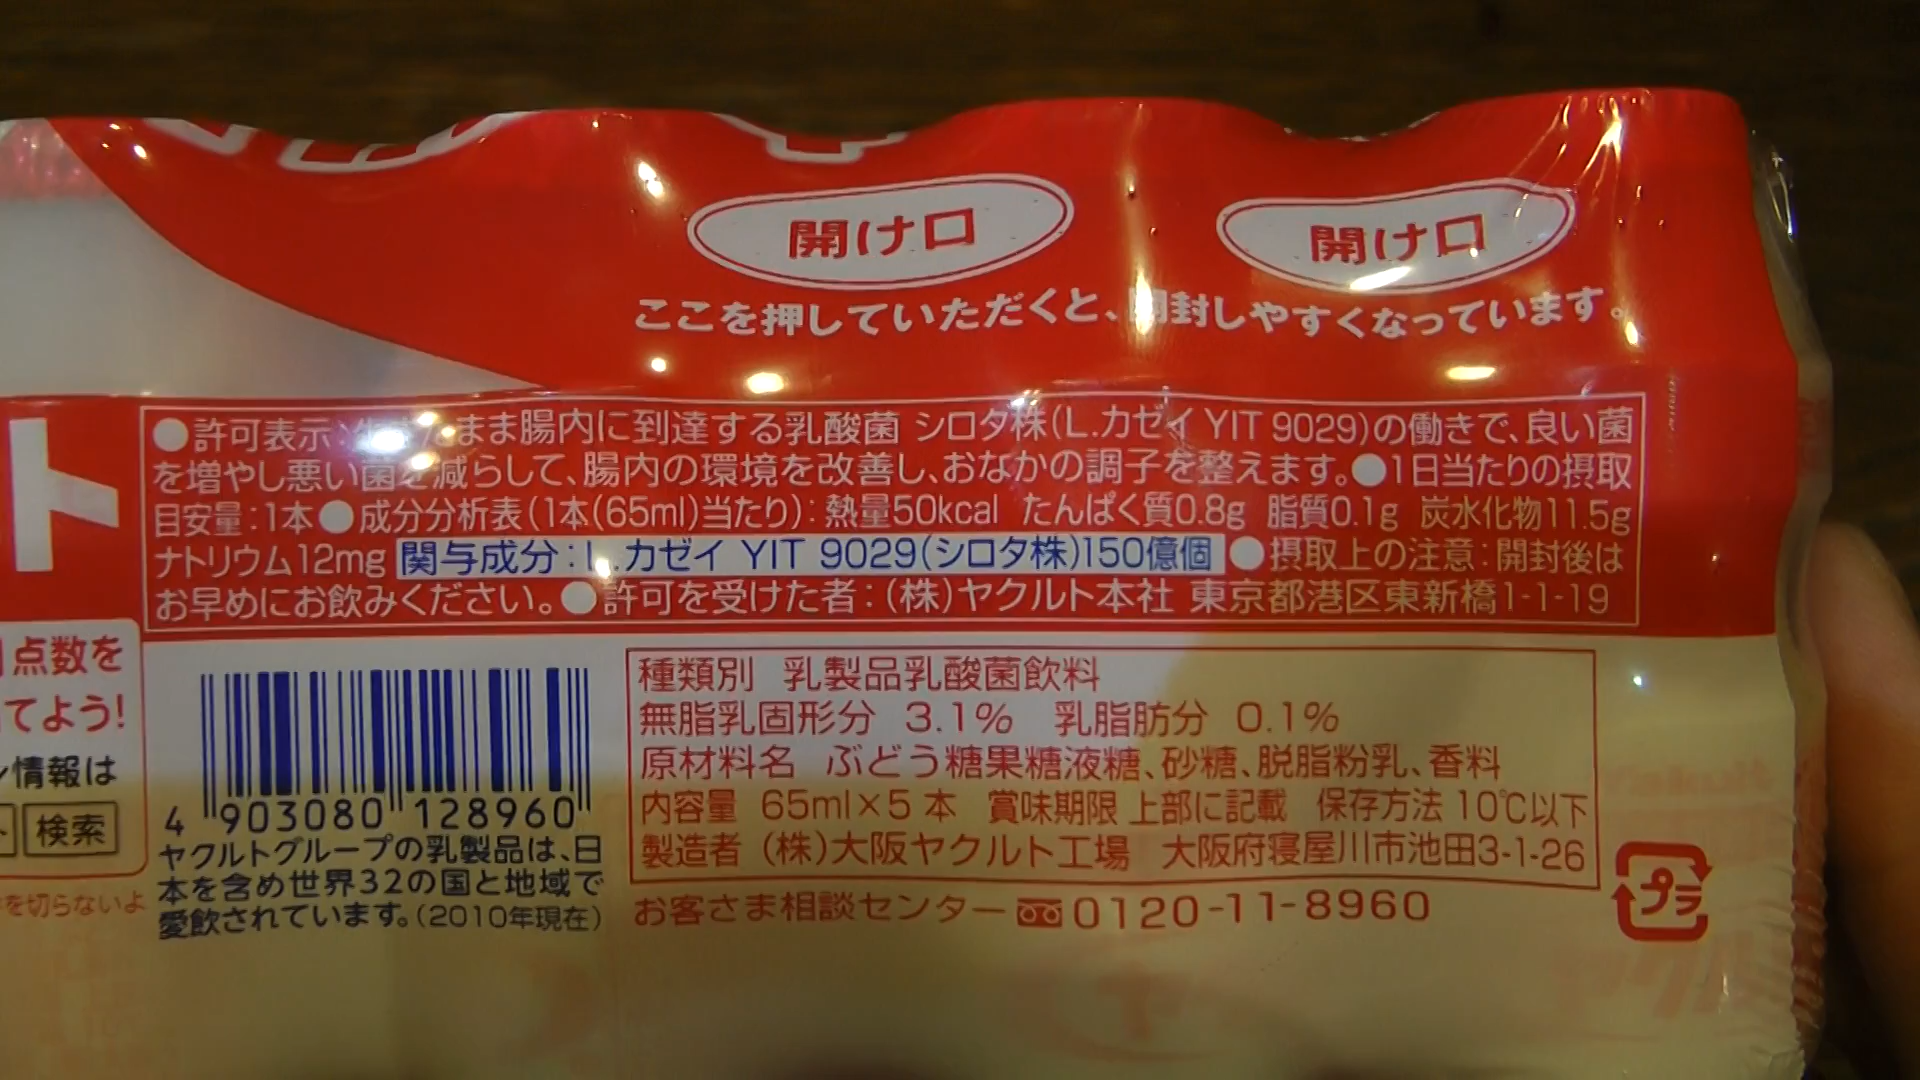 開け口 開け口
ここを押していただくと、開封しやすくなっています。
ト
●許可表示:生きたまま腸内に到達する乳酸菌 シロタ株(L.カゼイ YIT 9029)の働きで、良い菌
を増やし悪い菌を減らして、腸内の環境を改善し、おなかの調子を整えます。●1日当たりの摂取
目安量:1本●成分分析表(1本(65ml)当たり):熱量50kcal たんぱく質0.8g 脂質0.1g 炭水化物11.5g
ナトリウム12mg 関与成分:L.カゼイ YIT 9029(シロタ株)150億個 ●摂取上の注意:開封後は
お早めにお飲みください。●許可を受けた者:(株)ヤクルト本社 東京都港区東新橋1-1-19
点数を
てよう!
情報は
検索
を切らないよ
4 903080 128960
ヤクルトグループの乳製品は、日
本を含め世界32の国と地域で
愛飲されています。(2010年現在)
種類別 乳製品乳酸菌飲料
無脂乳固形分 3.1% 乳脂肪分 0.1%
原材料名 ぶどう糖果糖液糖、砂糖、脱脂粉乳、香料
内容量 65ml×5本 賞味期限 上部に記載 保存方法 10℃以下
製造者 (株)大阪ヤクルト工場 大阪府寝屋川市池田3-1-26
お客さま相談センター 0120-11-8960
プラ